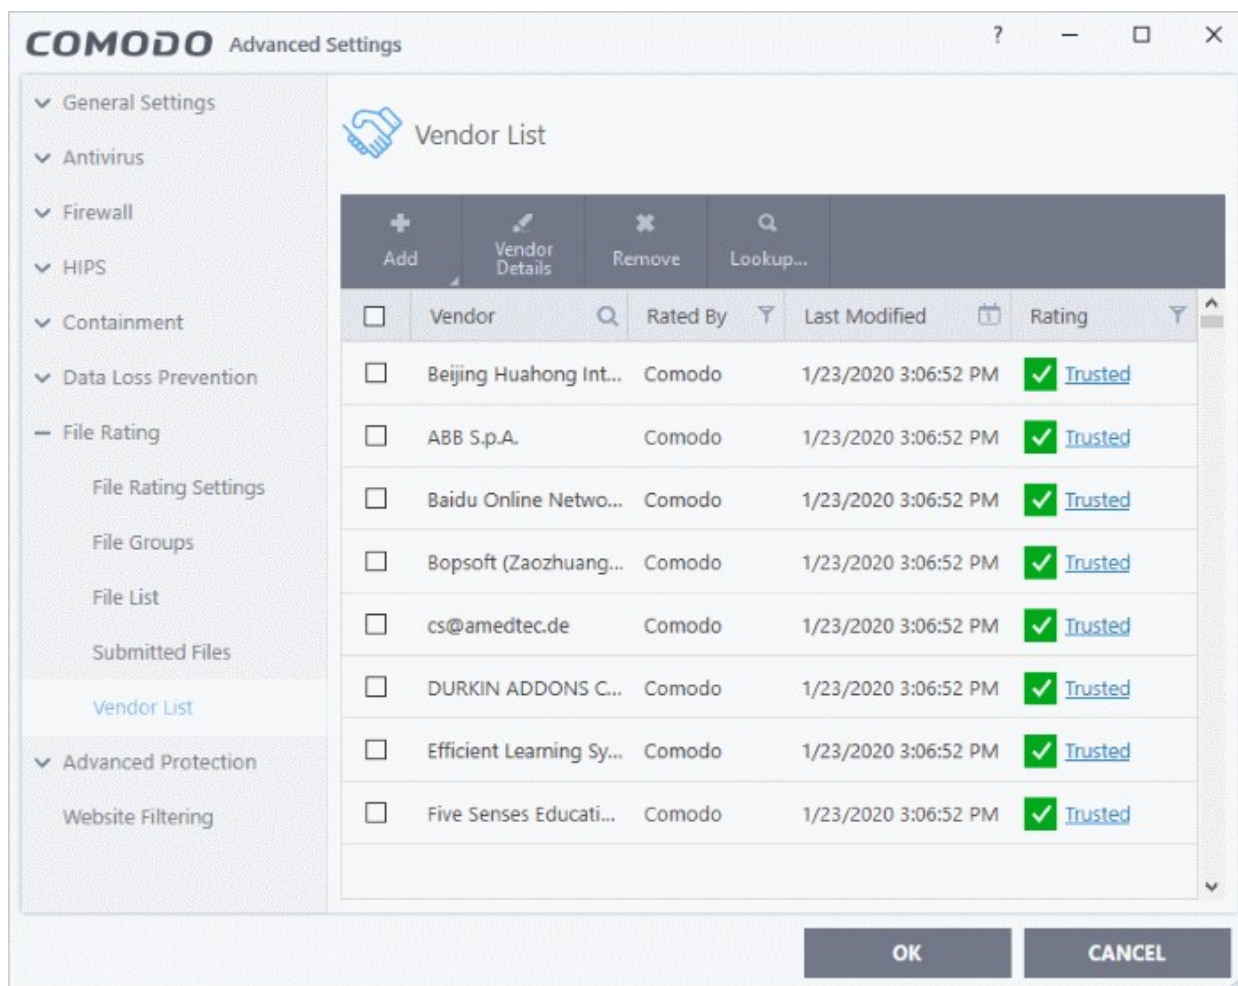 COMODO Advanced Settings ?
General Settings
Antivirus
Firewall
HIPS
Containment
Data Loss Prevention
File Rating
File Rating Settings
File Groups
File List
Submitted Files
Vendor List
Advanced Protection
Website Filtering
Vendor List
Add
Vendor
Details
Remove
Lookup...
Vendor Rated By Last Modified 1 Rating
Beijing Huahong Int... Comodo 1/23/2020 3:06:52 PM Trusted
ABB S.p.A. Comodo 1/23/2020 3:06:52 PM Trusted
Baidu Online Netwo... Comodo 1/23/2020 3:06:52 PM Trusted
Bopsoft (Zaozhuang... Comodo 1/23/2020 3:06:52 PM Trusted
cs@amedtec.de Comodo 1/23/2020 3:06:52 PM Trusted
DURKIN ADDONS C... Comodo 1/23/2020 3:06:52 PM Trusted
Efficient Learning Sy... Comodo 1/23/2020 3:06:52 PM Trusted
Five Senses Educati... Comodo 1/23/2020 3:06:52 PM Trusted
OK
CANCEL